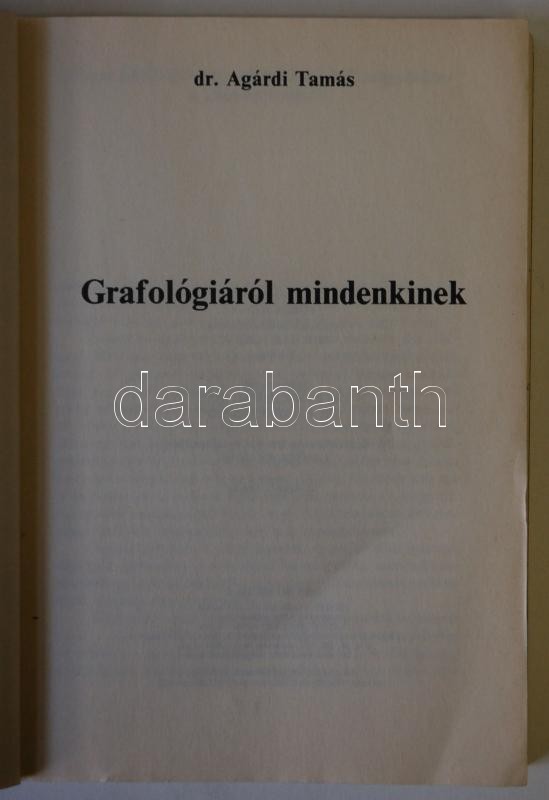 dr. Agárdi Tamás
Grafológiáról mindenkinek
darabanth